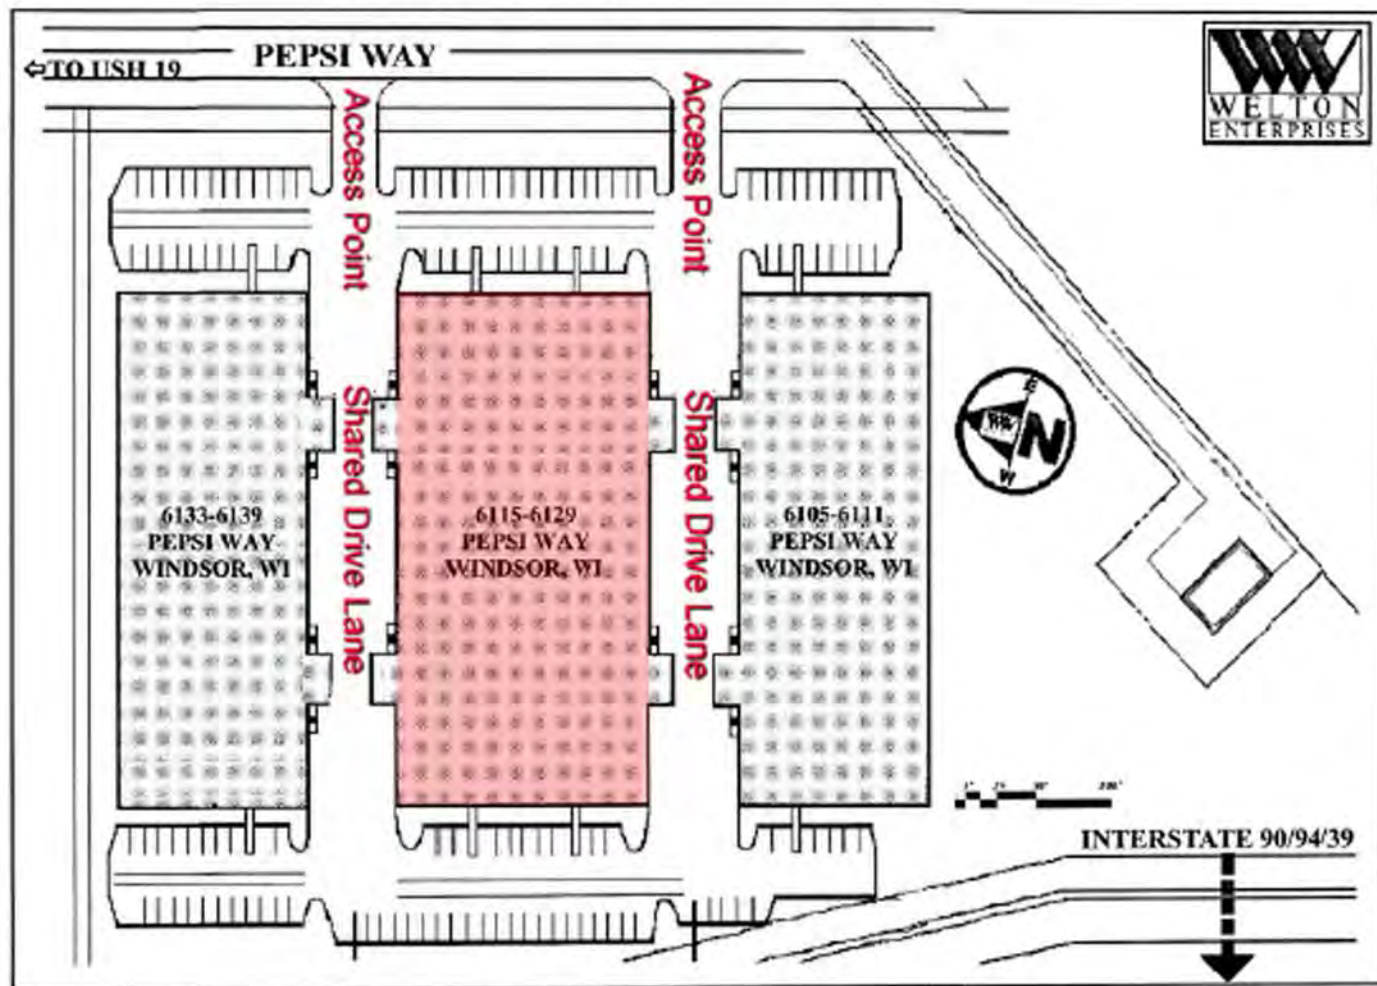 PEPSI WAY
⇦TO USH 19
WELTON
ENTERPRISES
Access Point
Access Point
E
N
W
Shared Drive Lane
Shared Drive Lane
6133-6139
PEPSI WAY
WINDSOR, WI
6115-6129
PEPSI WAY
WINDSOR, WI
6105-6111
PEPSI WAY
WINDSOR, WI
INTERSTATE 90/94/39